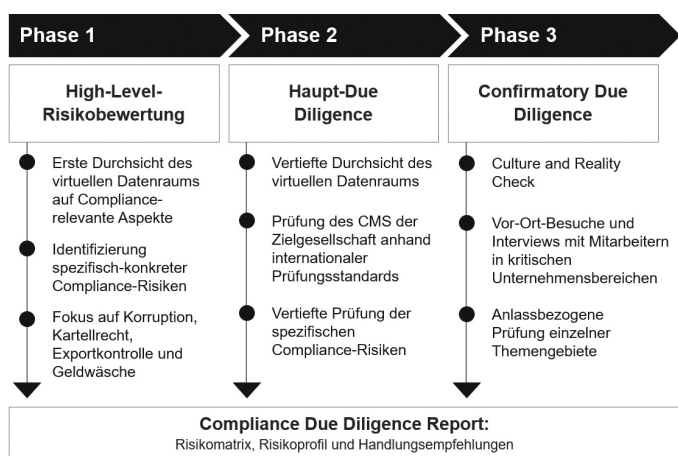 Phase 1
Phase 2
Phase 3
High-Level-
Risikobewertung
Haupt-Due
Diligence
Confirmatory Due
Diligence
Erste Durchsicht des
virtuellen Datenraums
auf Compliance-
relevante Aspekte
Identifizierung
spezifisch-konkreter
Compliance-Risiken
Fokus auf Korruption,
Kartellrecht,
Exportkontrolle und
Geldwäsche
Vertiefte Durchsicht des
virtuellen Datenraums
Prüfung des CMS der
Zielgesellschaft anhand
internationaler
Prüfungsstandards
Vertiefte Prüfung der
spezifischen
Compliance-Risiken
Culture and Reality
Check
Vor-Ort-Besuche und
Interviews mit Mitarbeitern
in kritischen
Unternehmensbereichen
Anlassbezogene
Prüfung einzelner
Themengebiete
Compliance Due Diligence Report:
Risikomatrix, Risikoprofil und Handlungsempfehlungen